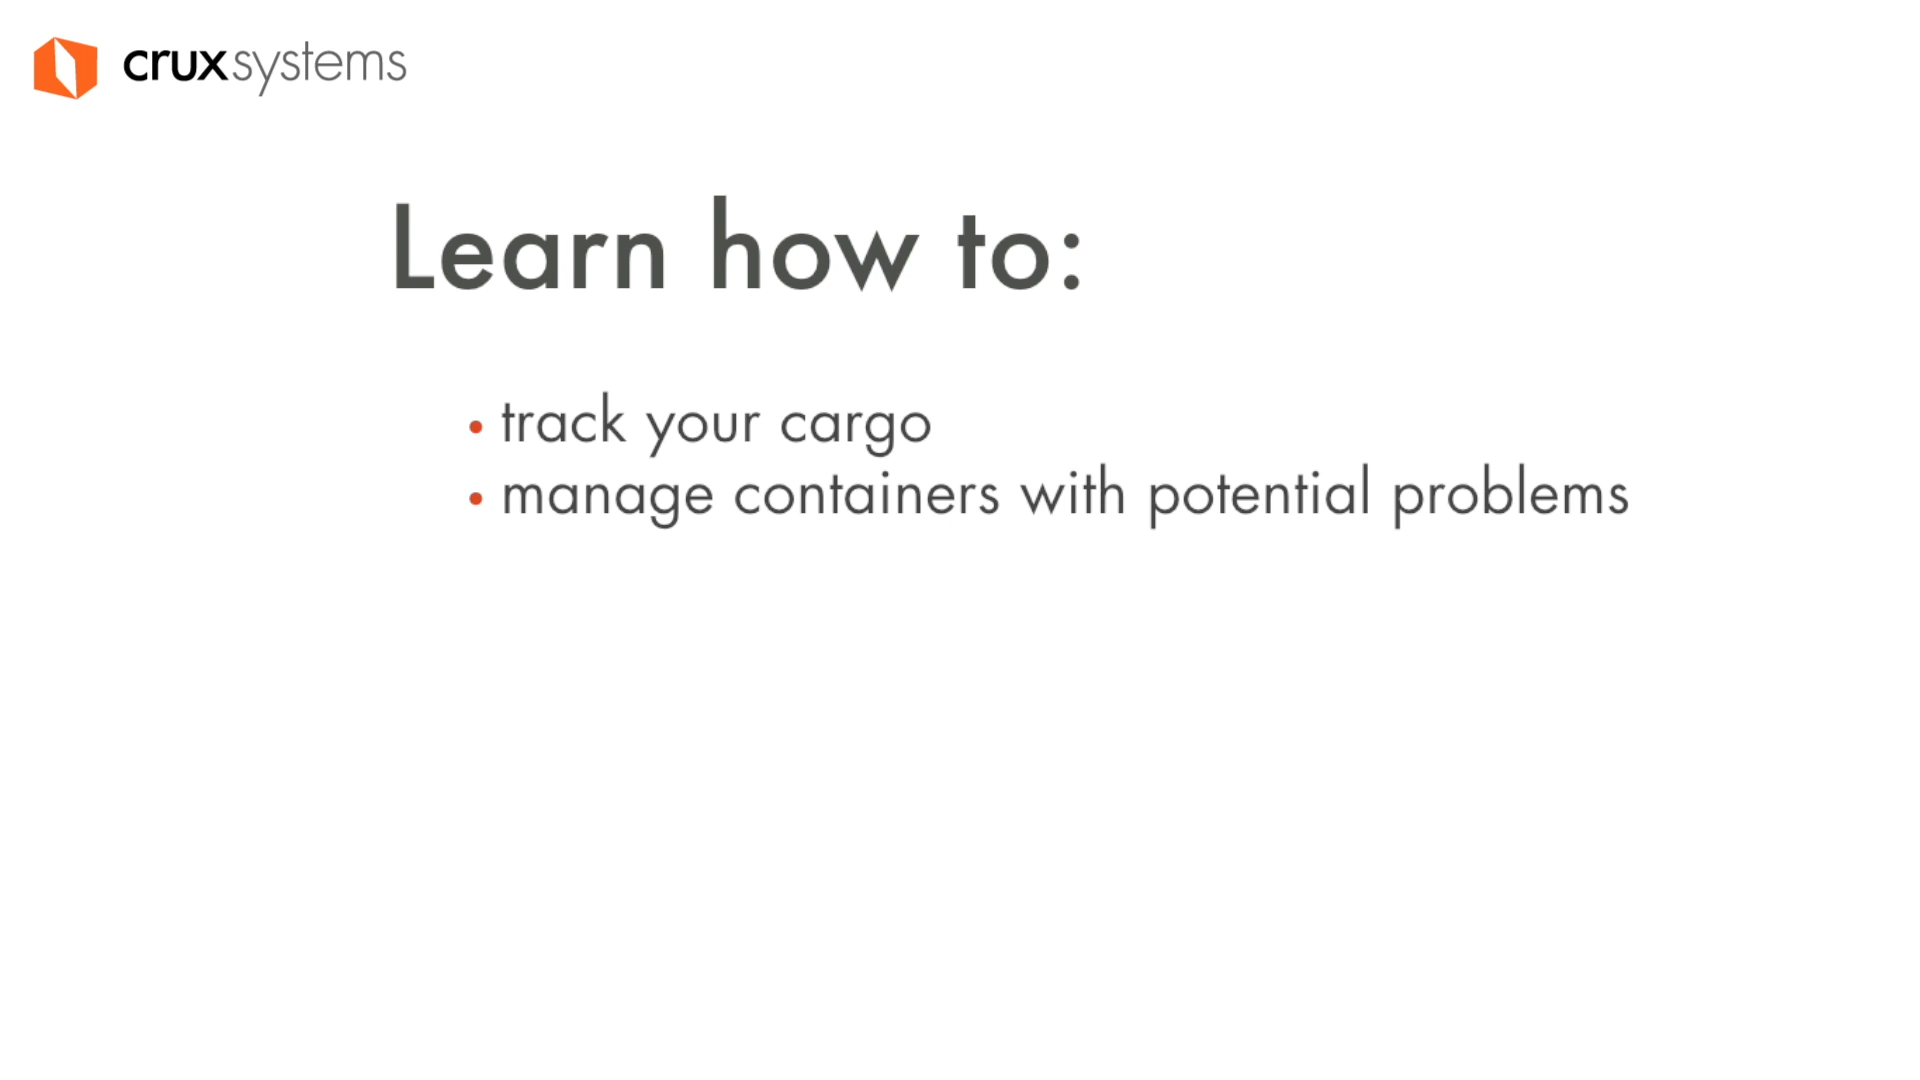 cruxsystems
Learn how to:
• track your cargo
• manage containers with potential problems